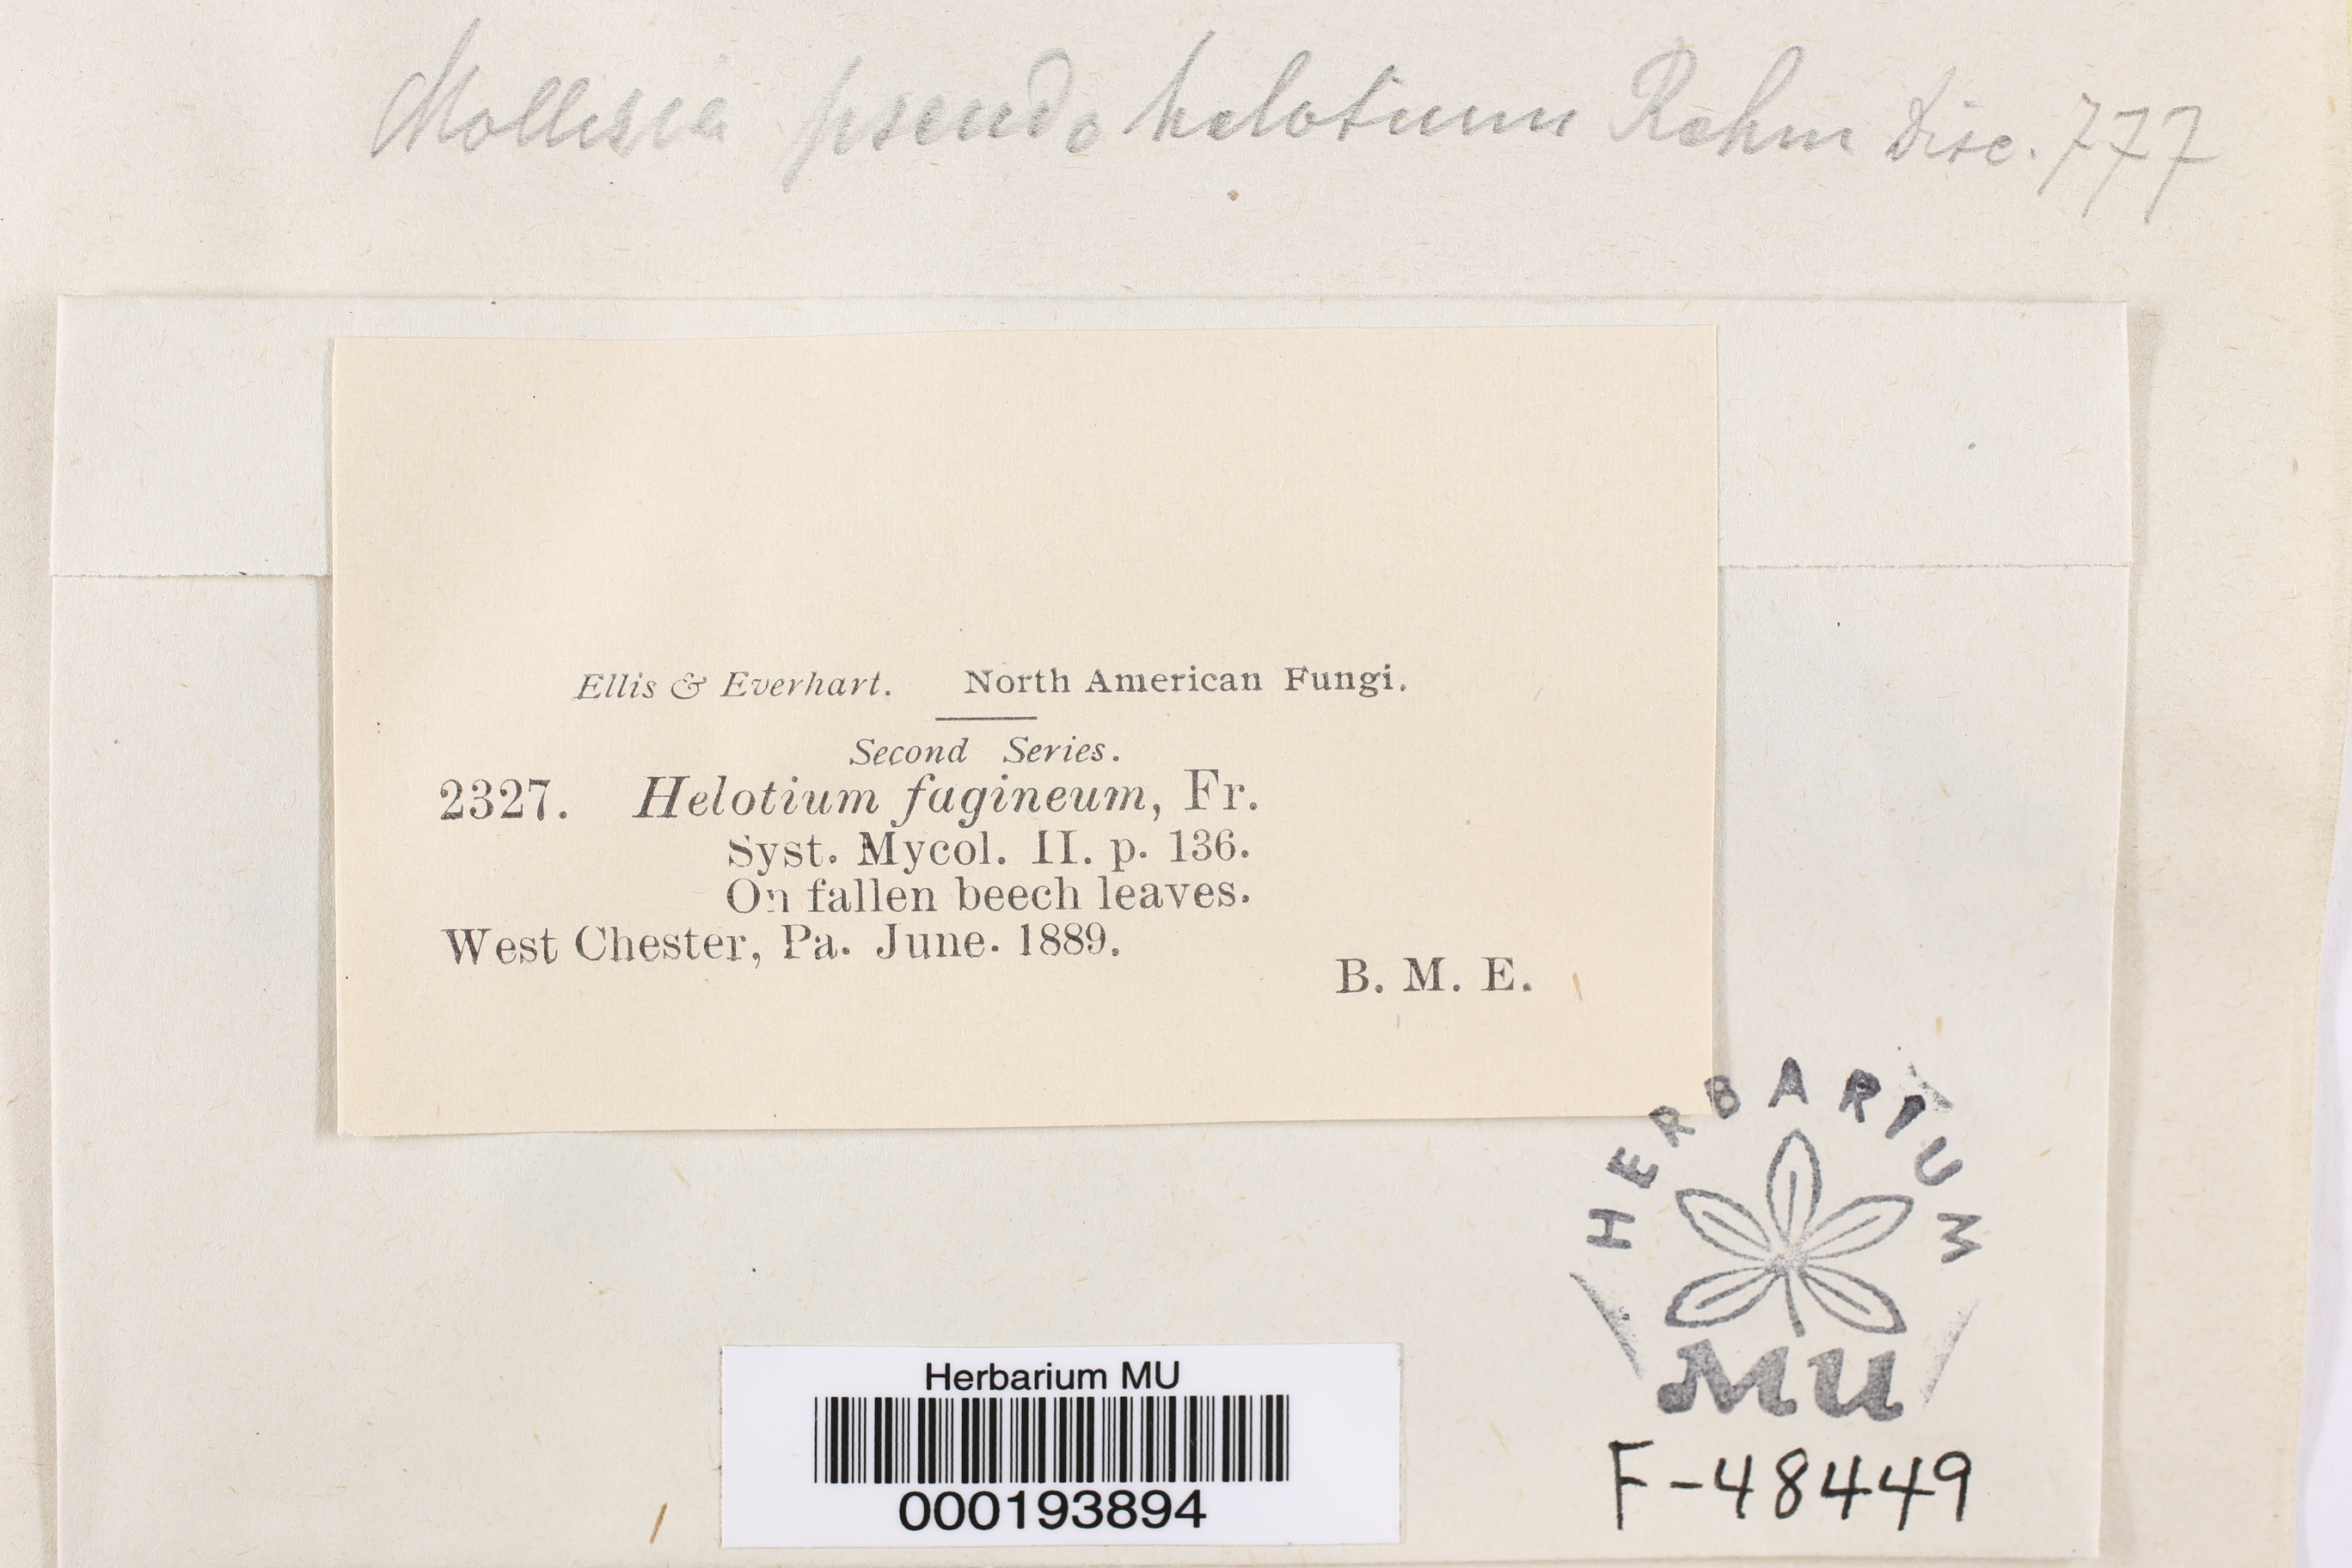 Mollisia pseudohelotium Rehm Disc. 777
Ellis & Everhart. North American Fungi.
Second Series.
2327. Helotium fagineum, Fr.
Syst. Mycol. II. p. 136.
On fallen beech leaves.
West Chester, Pa. June. 1889.
B. M. E.
HERBARIUM
MU
F-48449
Herbarium MU
000193894